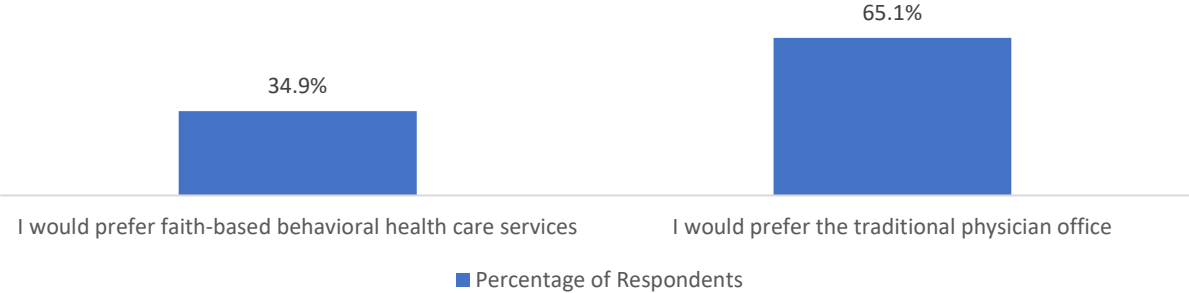 65.1%
34.9%
I would prefer faith-based behavioral health care services
I would prefer the traditional physician office
Percentage of Respondents